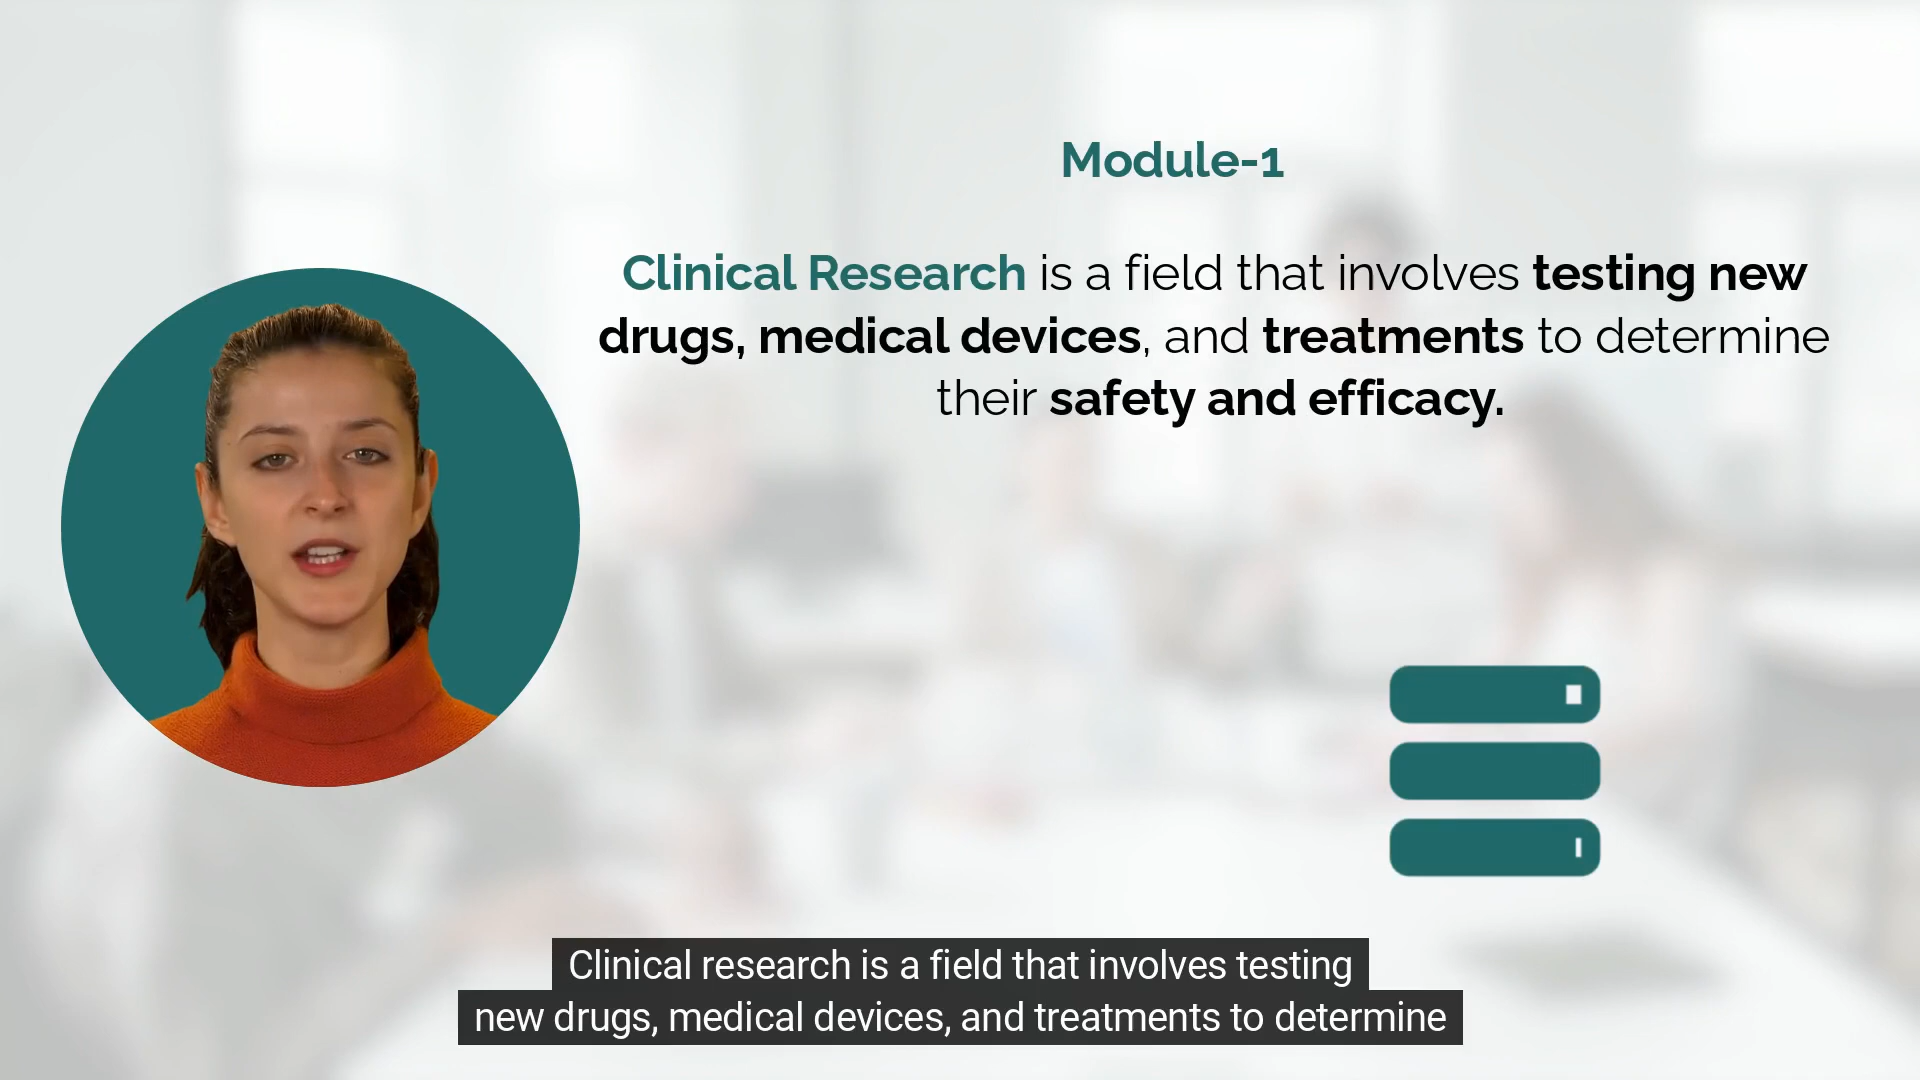 Module-1
Clinical Research is a field that involves testing new
drugs, medical devices, and treatments to determine
their safety and efficacy.
Clinical research is a field that involves testing
new drugs, medical devices, and treatments to determine